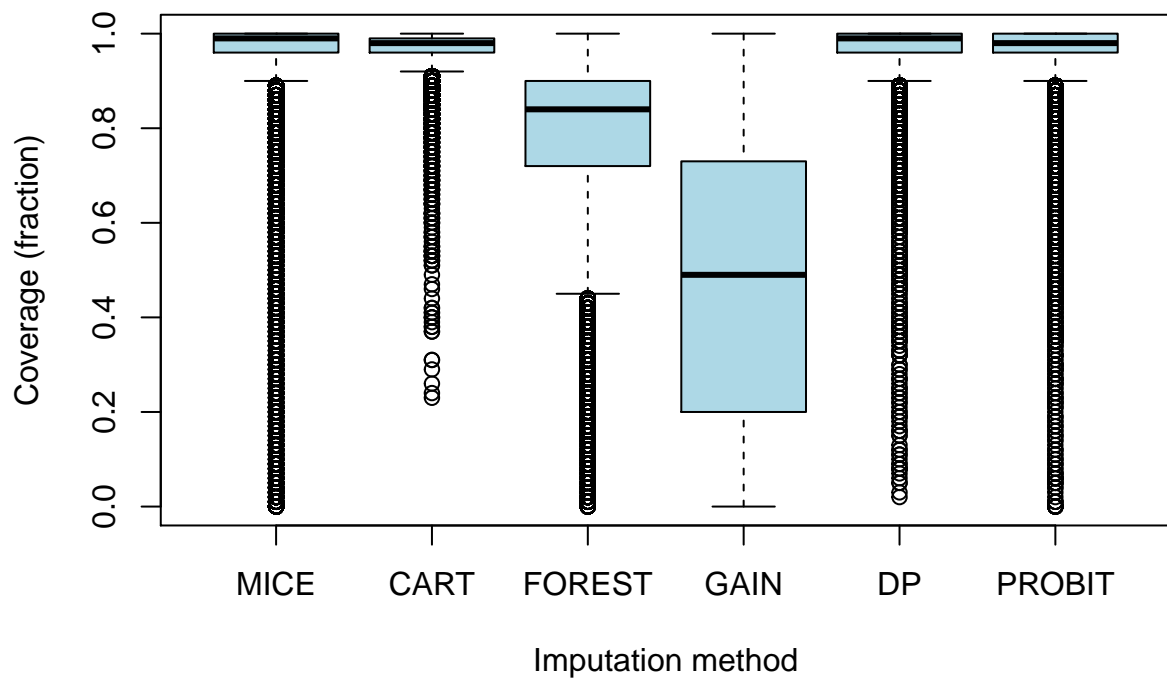 Coverage (fraction)
1.0
0.8
0.6
0.4
0.2
0.0
MICE CART FOREST GAIN DP PROBIT
Imputation method